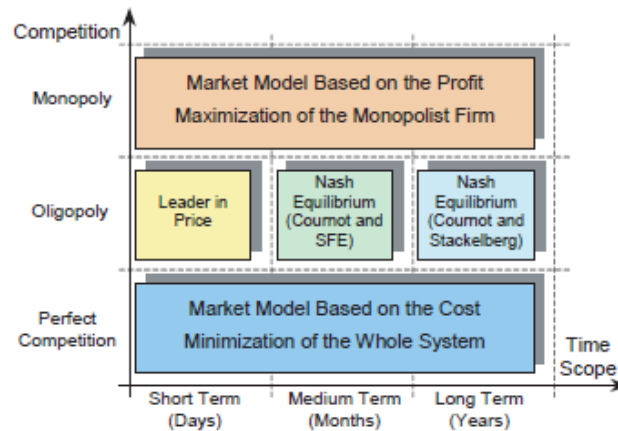 Competition
Monopoly
Market Model Based on the Profit
Maximization of the Monopolist Firm
Oligopoly
Leader in
Price
Nash
Equilibrium
(Cournot and
SFE)
Nash
Equilibrium
(Cournot and
Stackelberg)
Perfect
Competition
Market Model Based on the Cost
Minimization of the Whole System
Time
Scope
Short Term
(Days)
Medium Term
(Months)
Long Term
(Years)